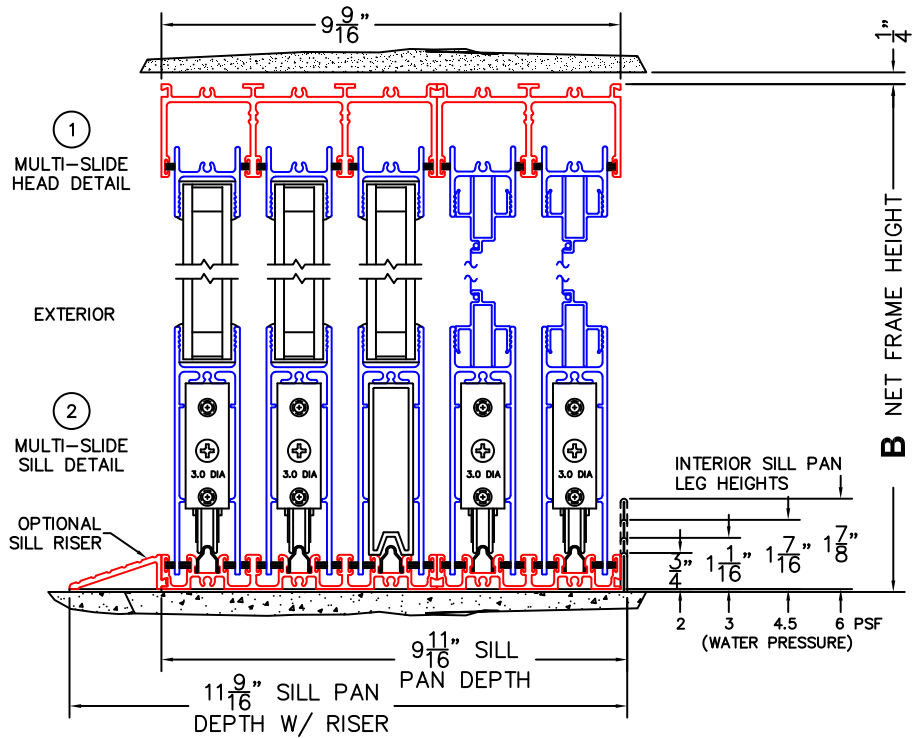 9 9/16"
1/4"
1
MULTI-SLIDE
HEAD DETAIL
EXTERIOR
B NET FRAME HEIGHT
2
MULTI-SLIDE
SILL DETAIL
3.0 DIA
3.0 DIA
3.0 DIA
3.0 DIA
INTERIOR SILL PAN
LEG HEIGHTS
OPTIONAL
SILL RISER
3/4"
1 1/16"
1 7/16"
1 7/8"
2 3 4.5 6 PSF
(WATER PRESSURE)
9 11/16" SILL
PAN DEPTH
11 9/16" SILL PAN
DEPTH W/ RISER